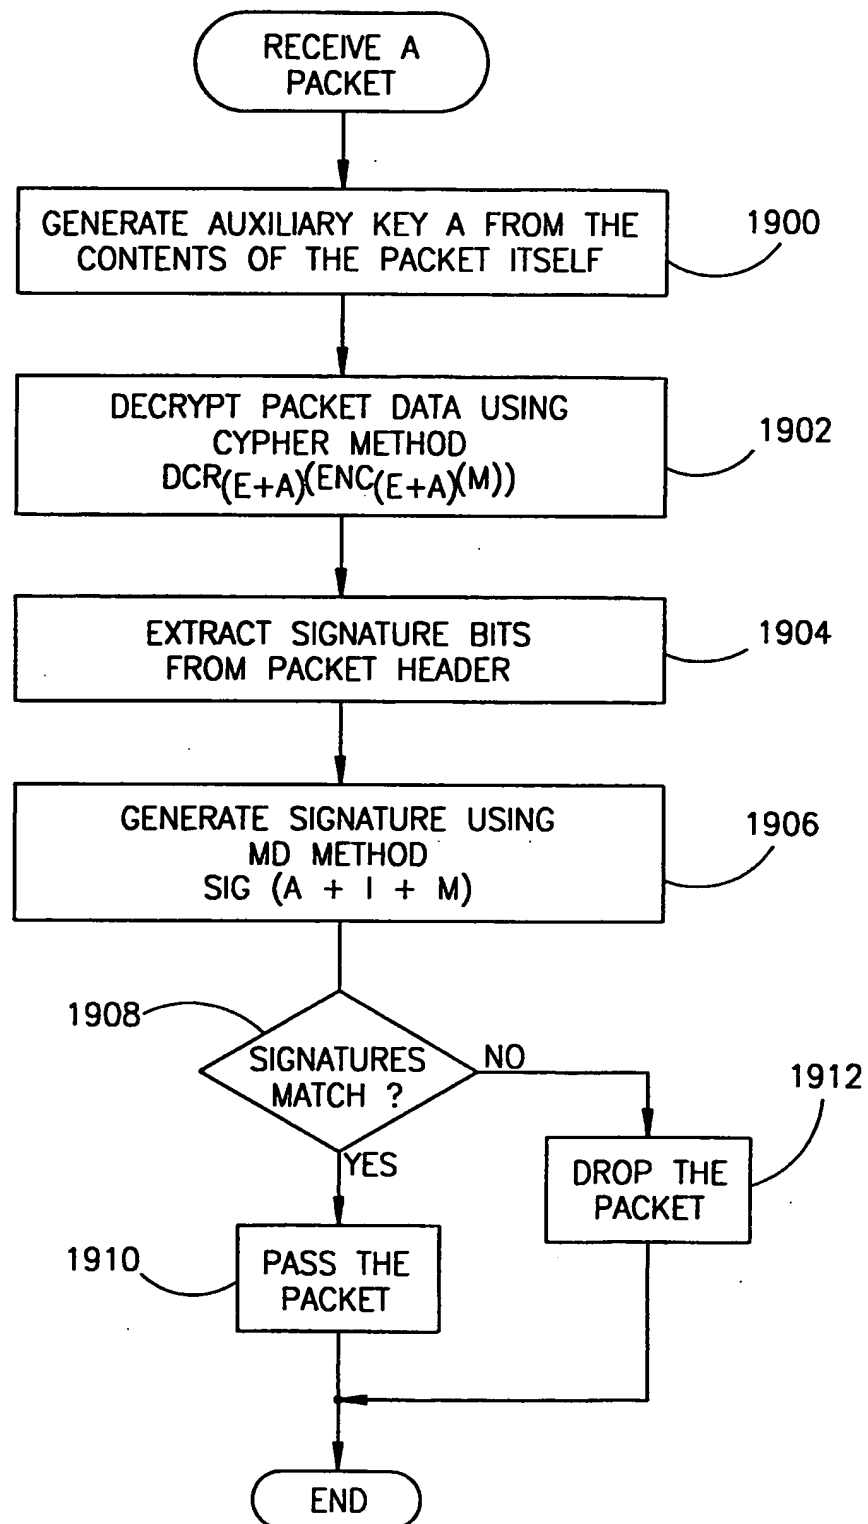 RECEIVE A
PACKET
GENERATE AUXILIARY KEY A FROM THE
CONTENTS OF THE PACKET ITSELF
1900
DECRYPT PACKET DATA USING
CYPHER METHOD
DCR(E+A)(ENC(E+A)(M))
1902
EXTRACT SIGNATURE BITS
FROM PACKET HEADER
1904
GENERATE SIGNATURE USING
MD METHOD
SIG (A + I + M)
1906
1908
SIGNATURES
MATCH ?
NO
YES
1912
DROP THE
PACKET
1910
PASS THE
PACKET
END